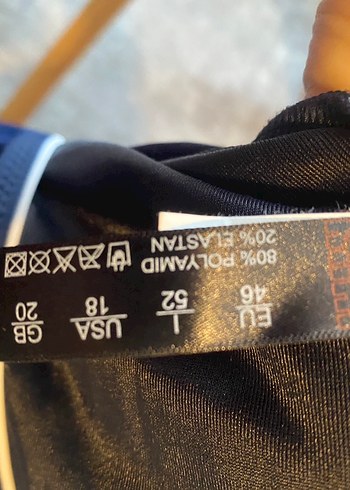 EU 46
I 52
USA 18
GB 20
80% POLYAMID
20% ELASTAN